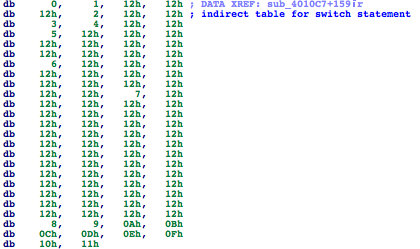 db 0, 1, 12h, 12h ; DATA XREF: sub_4010C7+159↑r
db 12h, 2, 12h, 12h ; indirect table for switch statement
db 3, 4, 12h, 12h
db 5, 12h, 12h, 12h
db 12h, 12h, 12h, 12h
db 12h, 12h, 12h, 12h
db 6, 12h, 12h, 12h
db 12h, 12h, 12h, 12h
db 12h, 12h, 12h, 12h
db 12h, 12h, 7, 12h
db 12h, 12h, 12h, 12h
db 12h, 12h, 12h, 12h
db 12h, 12h, 12h, 12h
db 12h, 12h, 12h, 12h
db 12h, 12h, 12h, 12h
db 12h, 12h, 12h, 12h
db 12h, 12h, 12h, 12h
db 12h, 12h, 12h, 12h
db 12h, 12h, 12h, 12h
db 12h, 12h, 12h, 12h
db 12h, 12h, 12h, 12h
db 12h, 12h, 12h, 12h
db 8, 9, 0Ah, 0Bh
db 0Ch, 0Dh, 0Eh, 0Fh
db 10h, 11h